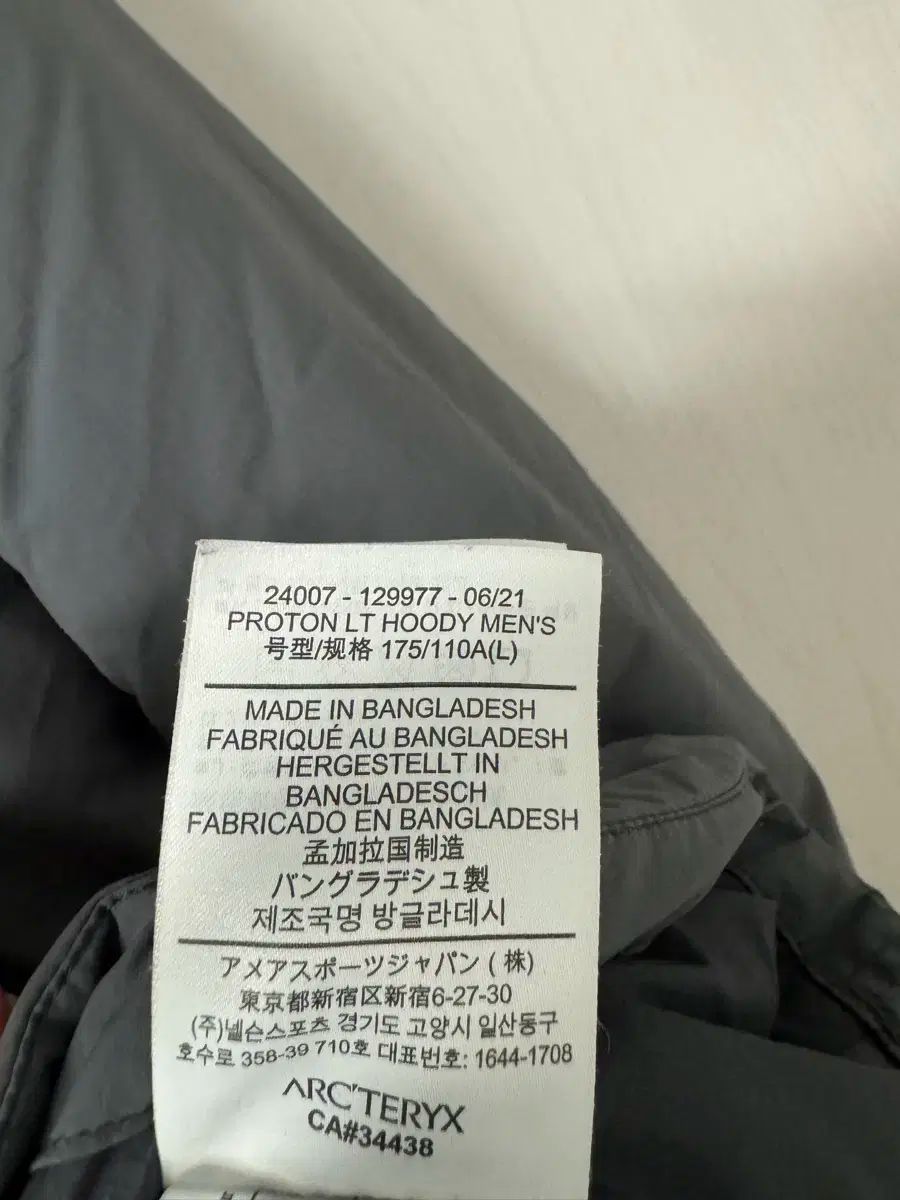 24007 - 129977 - 06/21
PROTON LT HOODY MEN'S
号型/规格 175/110A(L)
MADE IN BANGLADESH
FABRIQUÉ AU BANGLADESH
HERGESTELLT IN
BANGLADESCH
FABRICADO EN BANGLADESH
孟加拉国制造
バングラデシュ製
제조국명 방글라데시
アメアスポーツジャパン (株)
東京都新宿区新宿6-27-30
(주)넬슨스포츠 경기도 고양시 일산동구
호수로 358-39 710호 대표번호: 1644-1708
ARC'TERYX
CA#34438